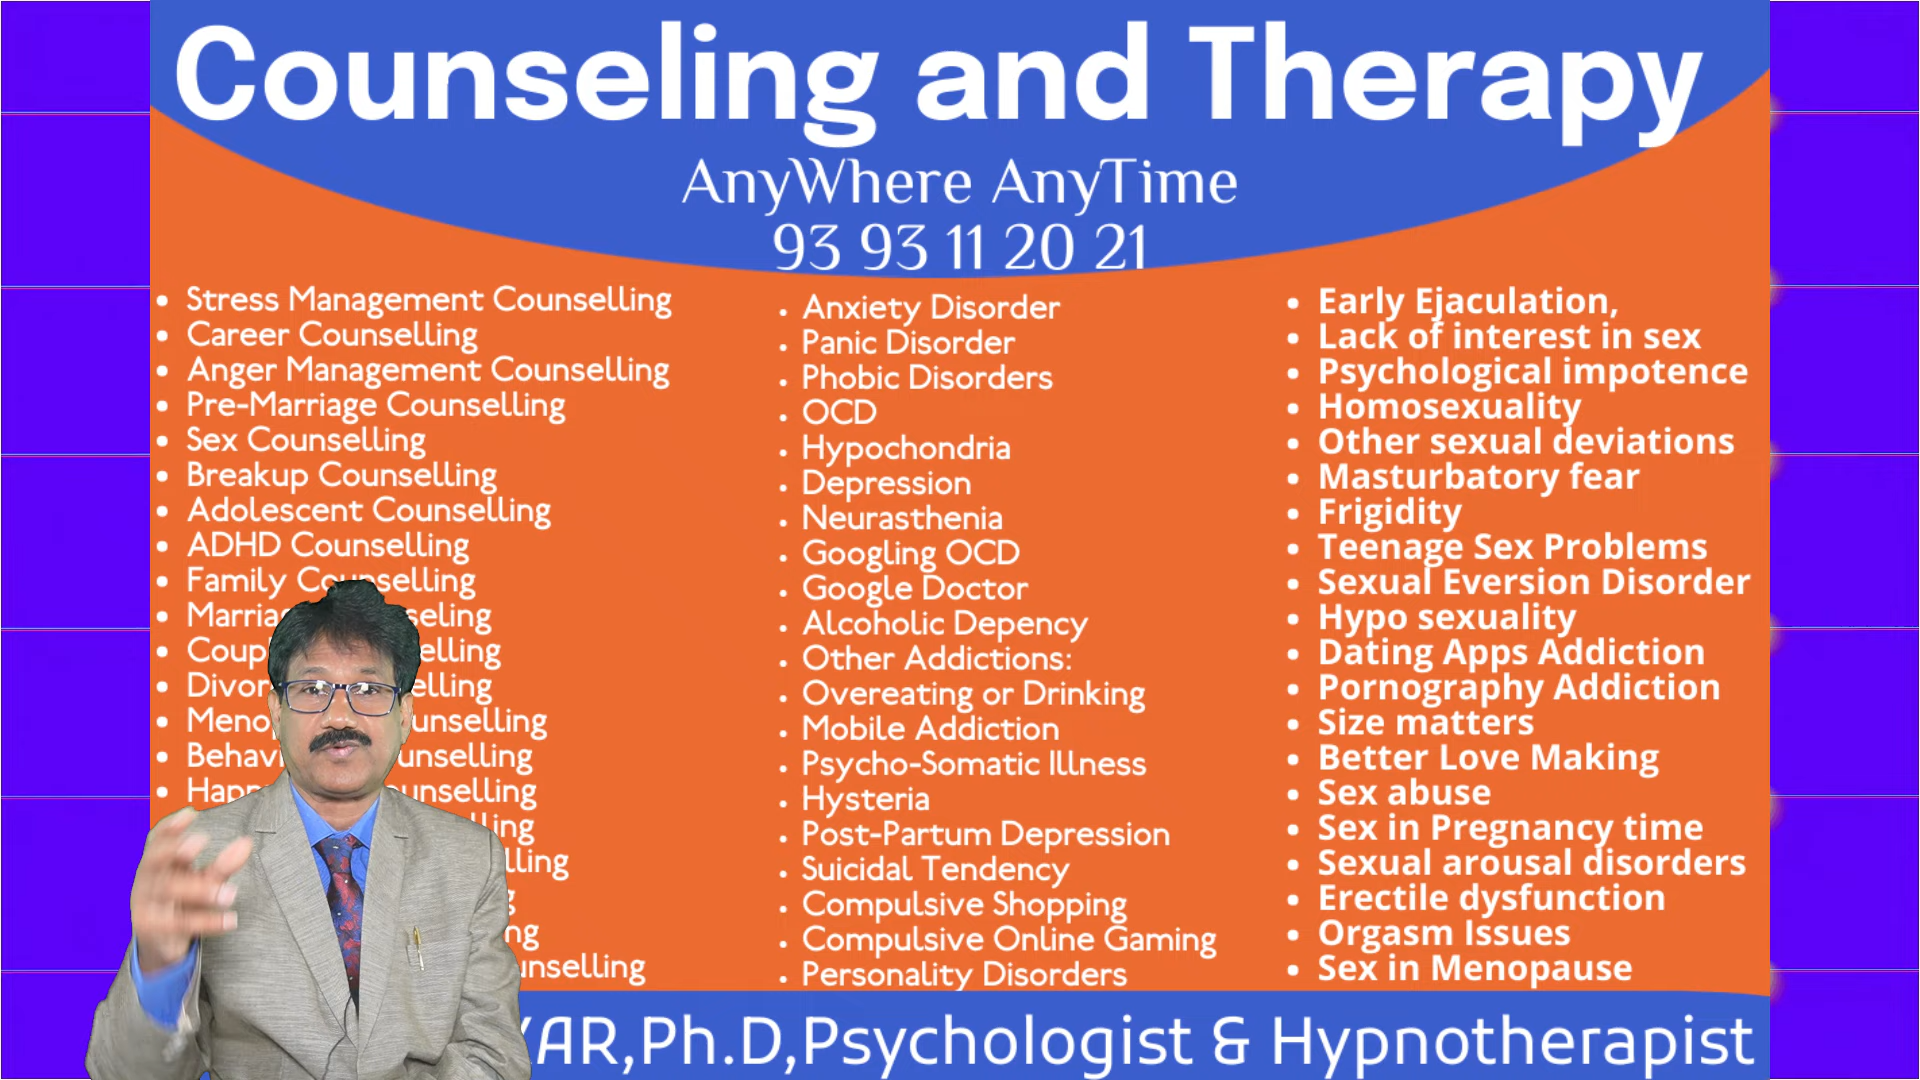 Counseling and Therapy
AnyWhere AnyTime
93 93 11 20 21
Stress Management Counselling
Career Counselling
Anger Management Counselling
Pre-Marriage Counselling
Sex Counselling
Breakup Counselling
Adolescent Counselling
ADHD Counselling
Family Counselling
Anxiety Disorder
Panic Disorder
Phobic Disorders
OCD
Hypochondria
Depression
Neurasthenia
Googling OCD
Google Doctor
Alcoholic Depency
Other Addictions:
Overeating or Drinking
Mobile Addiction
Psycho-Somatic Illness
Hysteria
Post-Partum Depression
Suicidal Tendency
Compulsive Shopping
Compulsive Online Gaming
Personality Disorders
Early Ejaculation,
Lack of interest in sex
Psychological impotence
Homosexuality
Other sexual deviations
Masturbatory fear
Frigidity
Teenage Sex Problems
Sexual Eversion Disorder
Hypo sexuality
Dating Apps Addiction
Pornography Addiction
Size matters
Better Love Making
Sex abuse
Sex in Pregnancy time
Sexual arousal disorders
Erectile dysfunction
Orgasm Issues
Sex in Menopause
Ph.D,Psychologist & Hypnotherapist